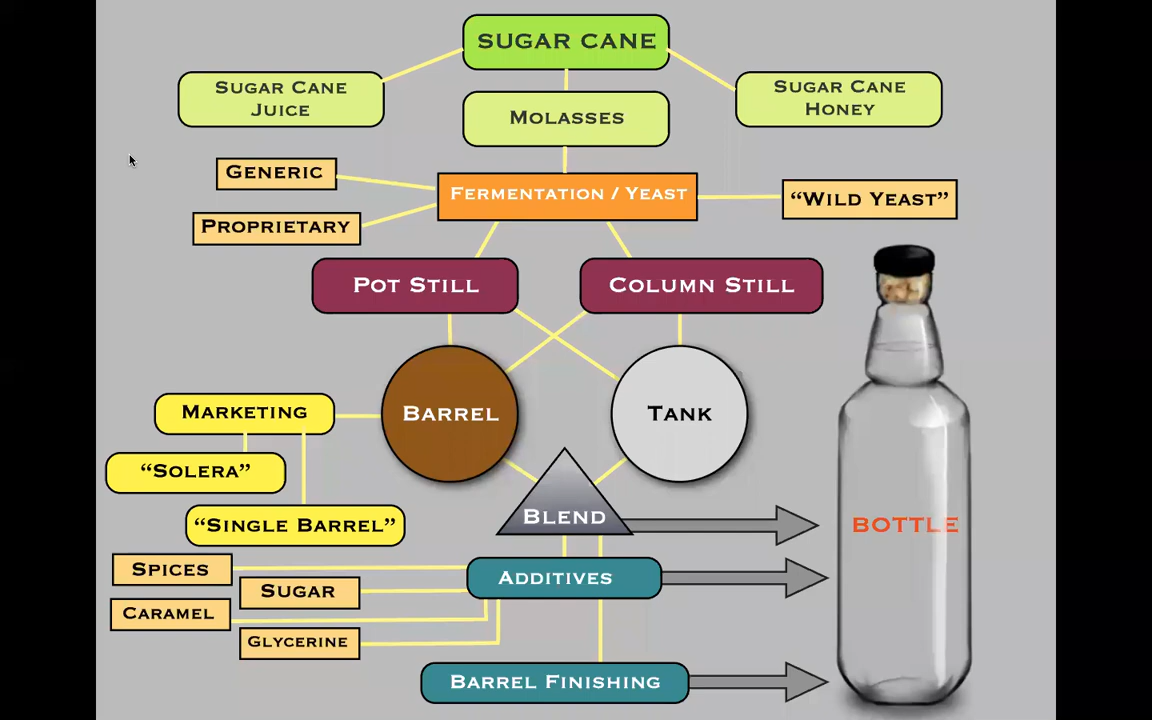 SUGAR CANE
SUGAR CANE
JUICE
MOLASSES
SUGAR CANE
HONEY
GENERIC
PROPRIETARY
FERMENTATION / YEAST
“WILD YEAST”
POT STILL
COLUMN STILL
BARREL
TANK
MARKETING
“SOLERA”
“SINGLE BARREL”
BLEND
BOTTLE
SPICES
SUGAR
CARAMEL
GLYCERINE
ADDITIVES
BARREL FINISHING